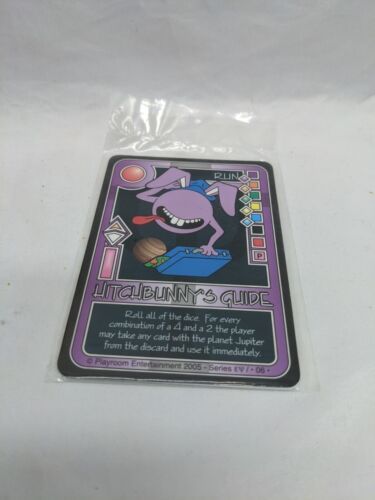 RUN
P
HITCHBUNNY'S GUIDE
Roll all of the dice. For every
combination of a 4 and a 2 the player
may take any card with the planet Jupiter
from the discard and use it immediately.
© Playroom Entertainment 2005 • Series
06 •